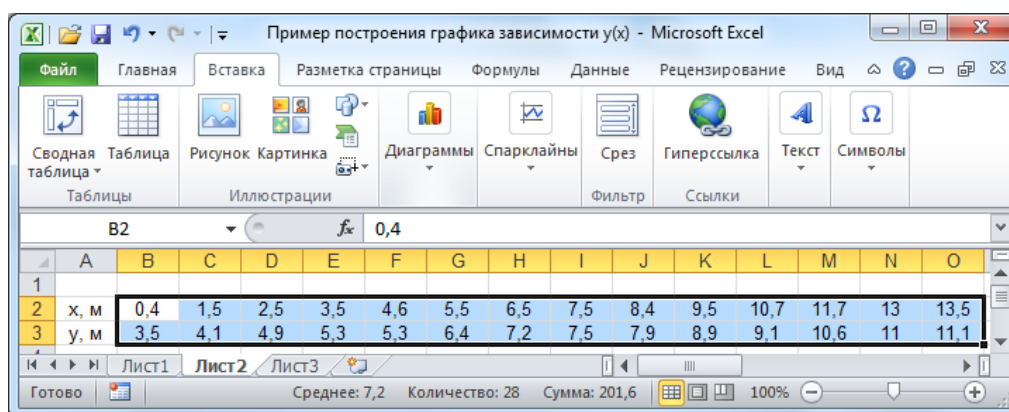 Пример построения графика зависимости y(x) - Microsoft Excel
Файл Главная Вставка Разметка страницы Формулы Данные Рецензирование Вид
Сводная таблица Таблица Рисунок Картинка Диаграммы Спарклайны Срез Гиперссылка Текст Символы
Таблицы Иллюстрации Фильтр Ссылки
B2 fx 0,4
A B C D E F G H I J K L M N O
1
2 х, м 0,4 1,5 2,5 3,5 4,6 5,5 6,5 7,5 8,4 9,5 10,7 11,7 13 13,5
3 у, м 3,5 4,1 4,9 5,3 5,3 6,4 7,2 7,5 7,9 8,9 9,1 10,6 11 11,1
Лист1 Лист2 Лист3
Готово Среднее: 7,2 Количество: 28 Сумма: 201,6 100%